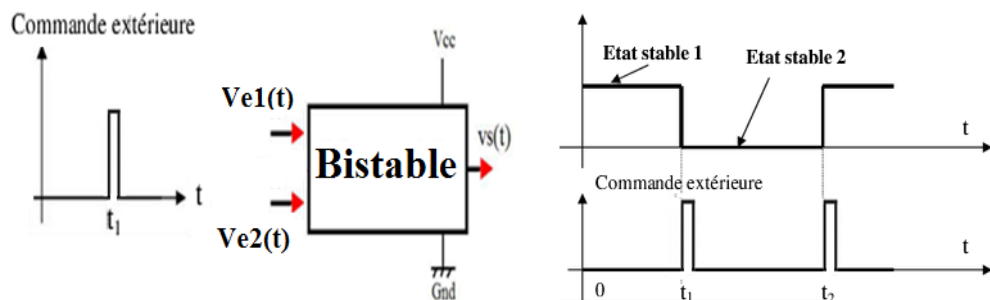 Commande extérieure
t₁
t
Ve1(t)
Ve2(t)
Vcc
Bistable
vs(t)
Gnd
Etat stable 1
Etat stable 2
t
Commande extérieure
t
0
t₁
t₂